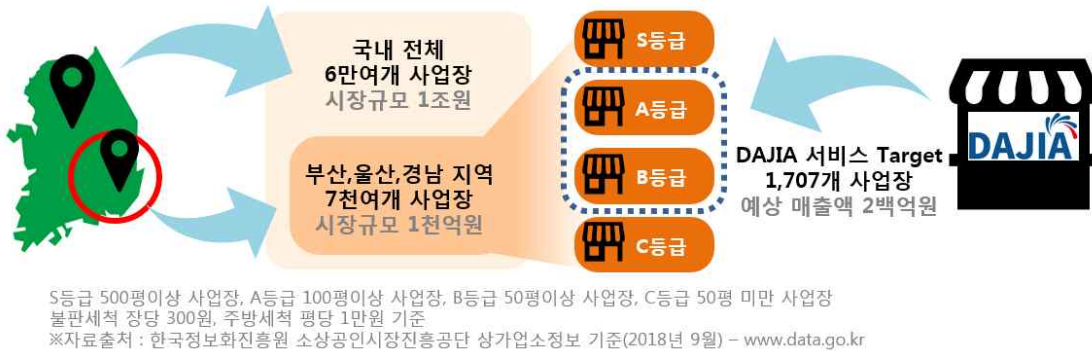 국내 전체
6만여개 사업장
시장규모 1조원
부산,울산,경남 지역
7천여개 사업장
시장규모 1천억원
S등급
A등급
B등급
C등급
DAJIA 서비스 Target
1,707개 사업장
예상 매출액 2백억원
DAJIA
S등급 500평이상 사업장, A등급 100평이상 사업장, B등급 50평이상 사업장, C등급 50평 미만 사업장
불판세척 장당 300원, 주방세척 평당 1만원 기준
※자료출처 : 한국정보화진흥원 소상공인시장진흥공단 상가업소정보 기준(2018년 9월) – www.data.go.kr